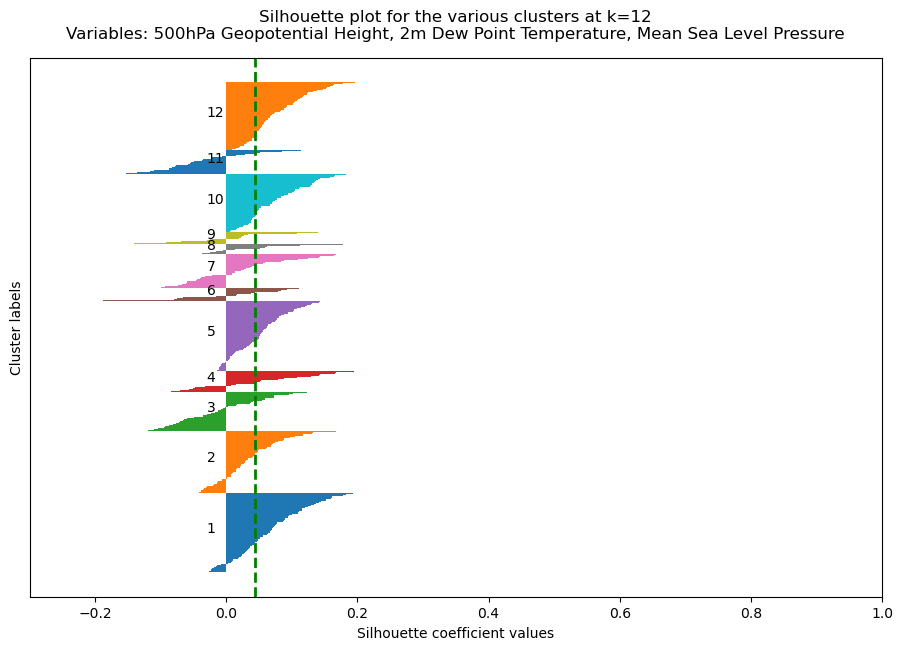 Silhouette plot for the various clusters at k=12
Variables: 500hPa Geopotential Height, 2m Dew Point Temperature, Mean Sea Level Pressure
Cluster labels
12
11
10
9
8
7
6
5
4
3
2
1
−0.2 0.0 0.2 0.4 0.6 0.8 1.0
Silhouette coefficient values